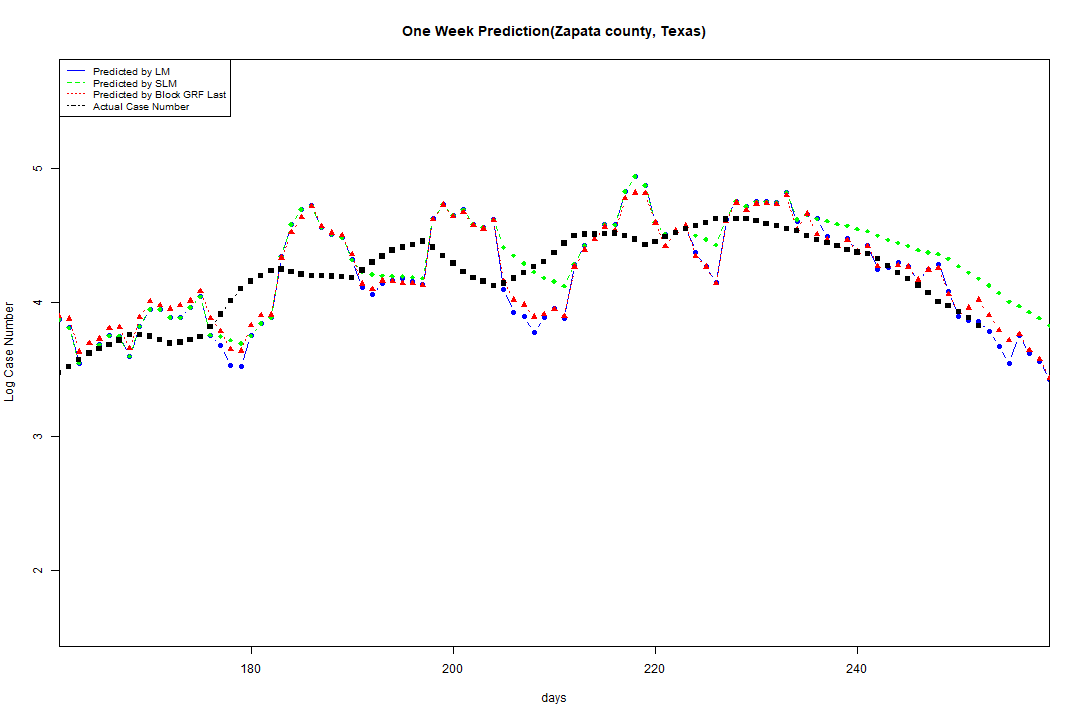 One Week Prediction(Zapata county, Texas)
Predicted by LM
Predicted by SLM
Predicted by Block GRF Last
Actual Case Number
5
4
3
2
Log Case Number
180
200
220
240
days